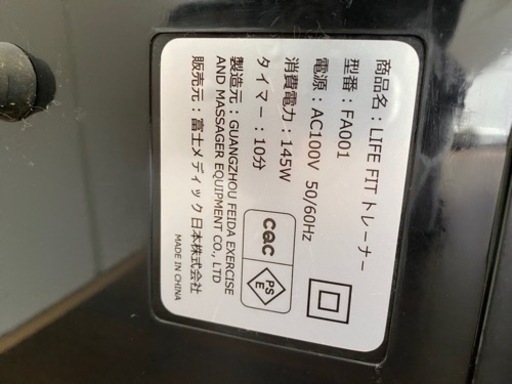 商品名：LIFE FIT トレーナー
型番：FA001
電源：AC100V 50/60Hz
消費電力：145W
タイマー：10分
製造元：GUANGZHOU FEIDA EXERCISE
AND MASSAGER EQUIPMENT CO., LTD
販売元：富士メディック日本株式会社
MADE IN CHINA
CQC
PS
E